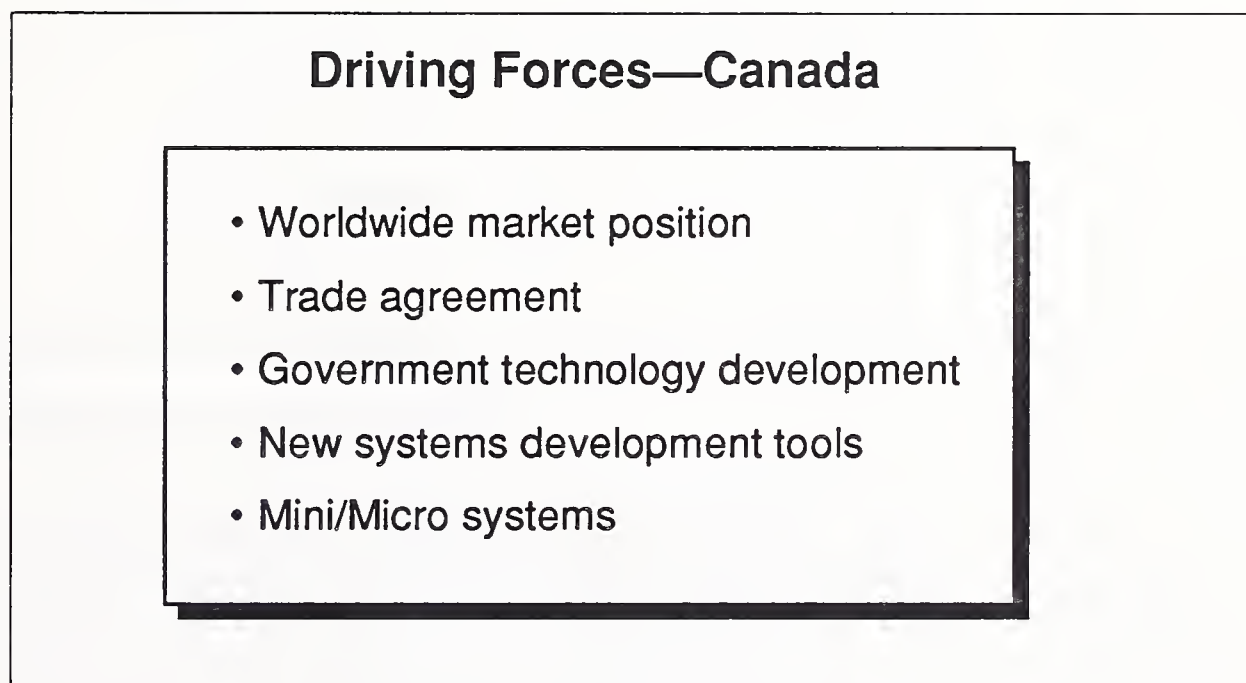 Driving Forces—Canada
• Worldwide market position
• Trade agreement
• Government technology development
• New systems development tools
• Mini/Micro systems